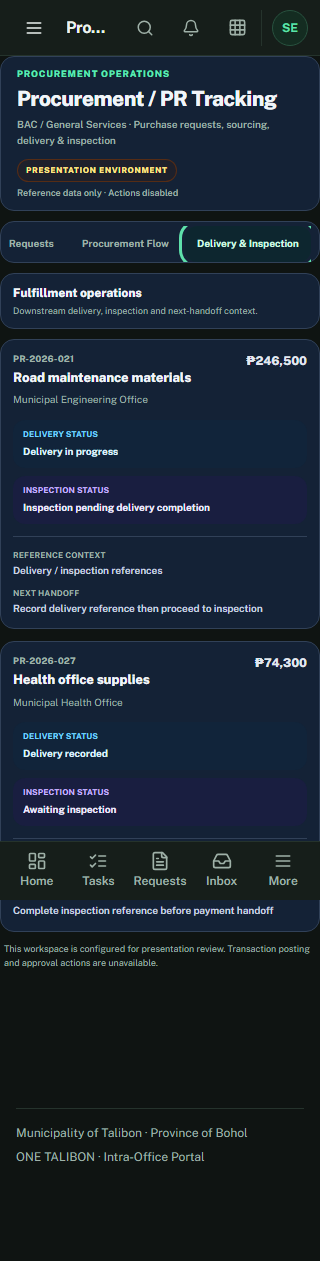 Pro...
SE
PROCUREMENT OPERATIONS
Procurement / PR Tracking
BAC / General Services · Purchase requests, sourcing,
delivery & inspection
PRESENTATION ENVIRONMENT
Reference data only · Actions disabled
Requests
Procurement Flow
Delivery & Inspection
Fulfillment operations
Downstream delivery, inspection and next-handoff context.
PR-2026-021
₱246,500
Road maintenance materials
Municipal Engineering Office
DELIVERY STATUS
Delivery in progress
INSPECTION STATUS
Inspection pending delivery completion
REFERENCE CONTEXT
Delivery / inspection references
NEXT HANDOFF
Record delivery reference then proceed to inspection
PR-2026-027
₱74,300
Health office supplies
Municipal Health Office
DELIVERY STATUS
Delivery recorded
INSPECTION STATUS
Awaiting inspection
Home
Tasks
Requests
Inbox
More
Complete inspection reference before payment handoff
This workspace is configured for presentation review. Transaction posting
and approval actions are unavailable.
Municipality of Talibon · Province of Bohol
ONE TALIBON · Intra-Office Portal